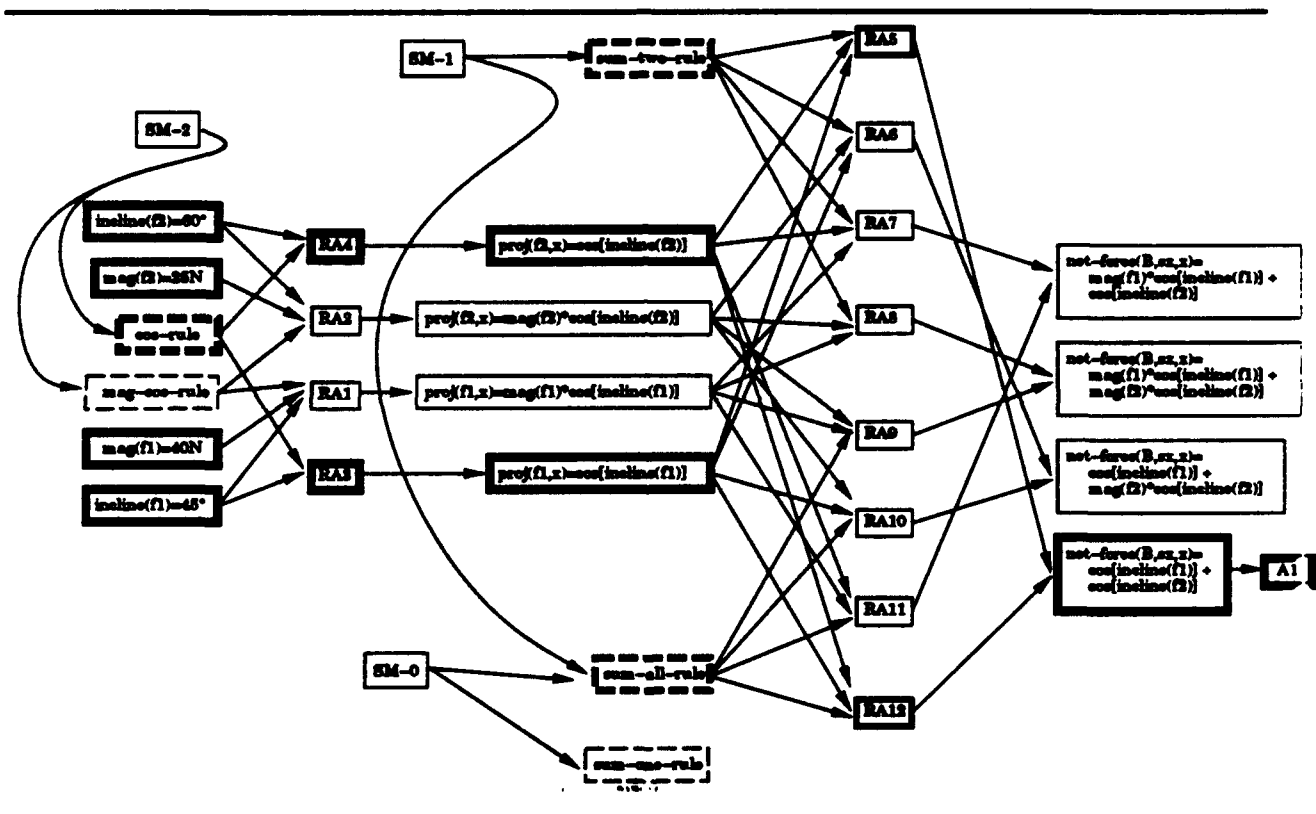 SM-1
sum-two-rule
RA5
SM-2
RA6
incline(f2)=60°
RA7
RA4
proj(f2,x)=cos[incline(f2)]
net-force(B,sx,x)=
mag(f1)*cos[incline(f1)] +
cos[incline(f2)]
mag(f2)=35N
RA2
proj(f2,x)=mag(f2)*cos[incline(f2)]
RA8
cos-rule
net-force(B,sx,x)=
mag(f1)*cos[incline(f1)] +
mag(f2)*cos[incline(f2)]
mag-cos-rule
RA1
proj(f1,x)=mag(f1)*cos[incline(f1)]
RA9
mag(f1)=40N
net-force(B,sx,x)=
cos[incline(f1)] +
mag(f2)*cos[incline(f2)]
RA3
proj(f1,x)=cos[incline(f1)]
incline(f1)=45°
RA10
net-force(B,sx,x)=
cos[incline(f1)] +
cos[incline(f2)]
A1
RA11
SM-0
sum-all-rule
RA12
sum-one-rule